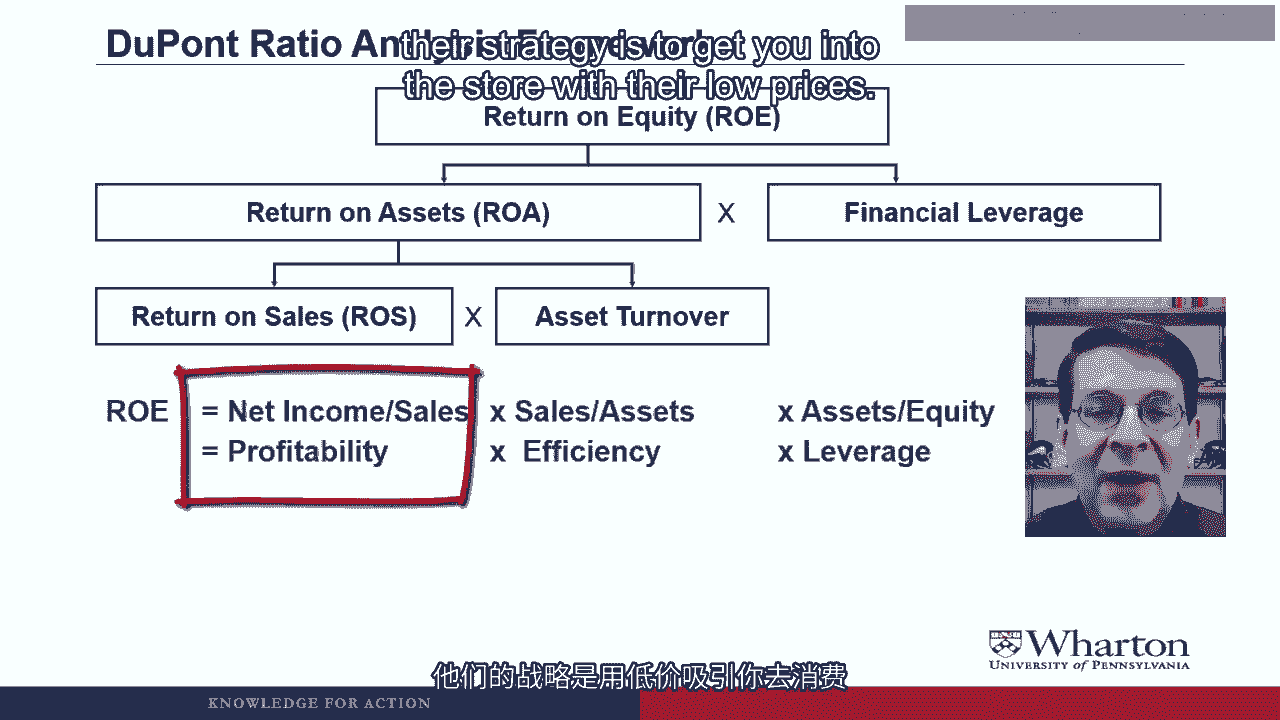 DuPont Ratio Analysis Framework
their strategy is to get you into
the store with their low prices.
Return on Equity (ROE)
Return on Assets (ROA) X Financial Leverage
Return on Sales (ROS) X Asset Turnover
ROE = Net Income/Sales x Sales/Assets x Assets/Equity
= Profitability x Efficiency x Leverage
Wharton
UNIVERSITY of PENNSYLVANIA
他们的战略是用低价吸引你去消费
KNOWLEDGE FOR ACTION